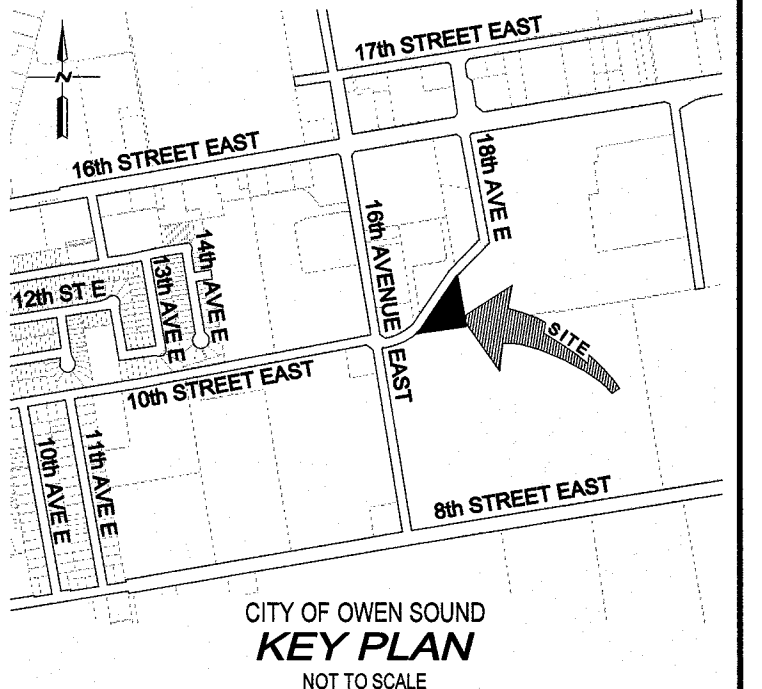 17th STREET EAST
N
16th STREET EAST
18th AVE E
16th AVENUE EAST
14th AVE E
13th AVE E
12th ST E
SITE
10th STREET EAST
11th AVE E
10th AVE E
8th STREET EAST
CITY OF OWEN SOUND
KEY PLAN
NOT TO SCALE